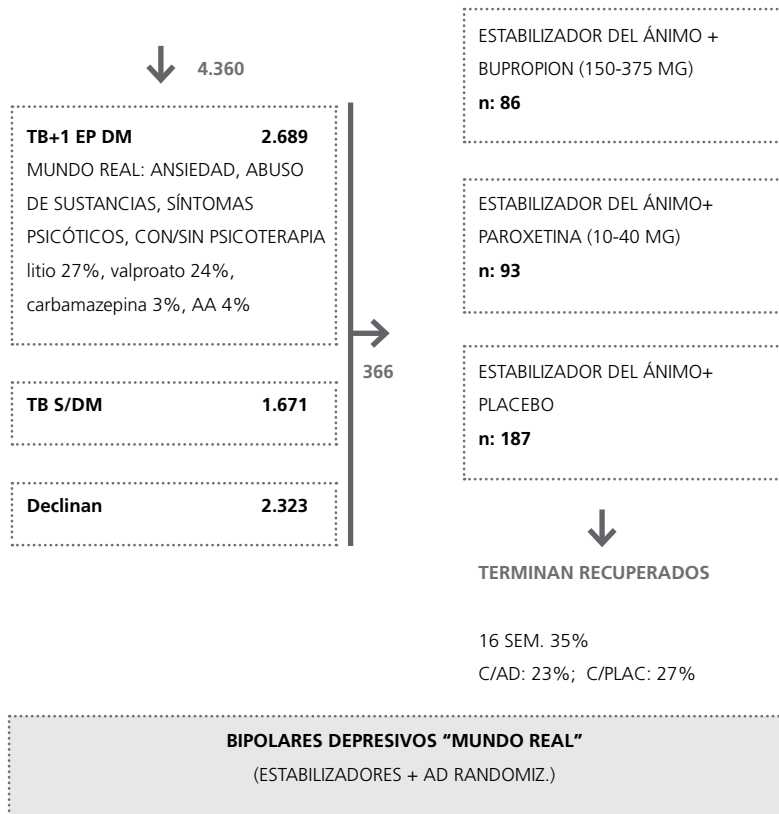 4.360
TB+1 EP DM 2.689
MUNDO REAL: ANSIEDAD, ABUSO
DE SUSTANCIAS, SÍNTOMAS
PSICÓTICOS, CON/SIN PSICOTERAPIA
litio 27%, valproato 24%,
carbamazepina 3%, AA 4%
TB S/DM 1.671
Declinan 2.323
366
ESTABILIZADOR DEL ÁNIMO +
BUPROPION (150-375 MG)
n: 86
ESTABILIZADOR DEL ÁNIMO+
PAROXETINA (10-40 MG)
n: 93
ESTABILIZADOR DEL ÁNIMO+
PLACEBO
n: 187
TERMINAN RECUPERADOS
16 SEM. 35%
C/AD: 23%; C/PLAC: 27%
BIPOLARES DEPRESIVOS “MUNDO REAL”
(ESTABILIZADORES + AD RANDOMIZ.)